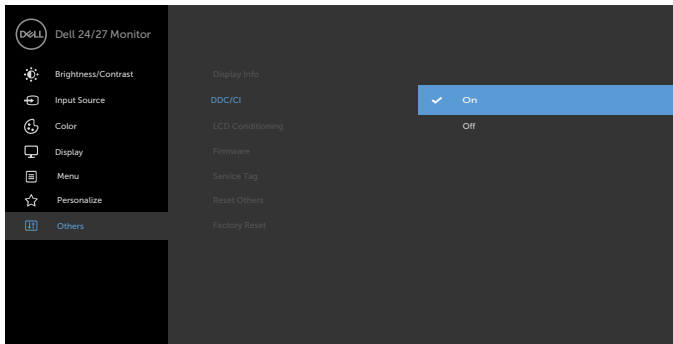 DELL
Dell 24/27 Monitor
Brightness/Contrast
Input Source
Color
Display
Menu
Personalize
Others
Display Info
DDC/CI
LCD Conditioning
Firmware
Service Tag
Reset Others
Factory Reset
On
Off